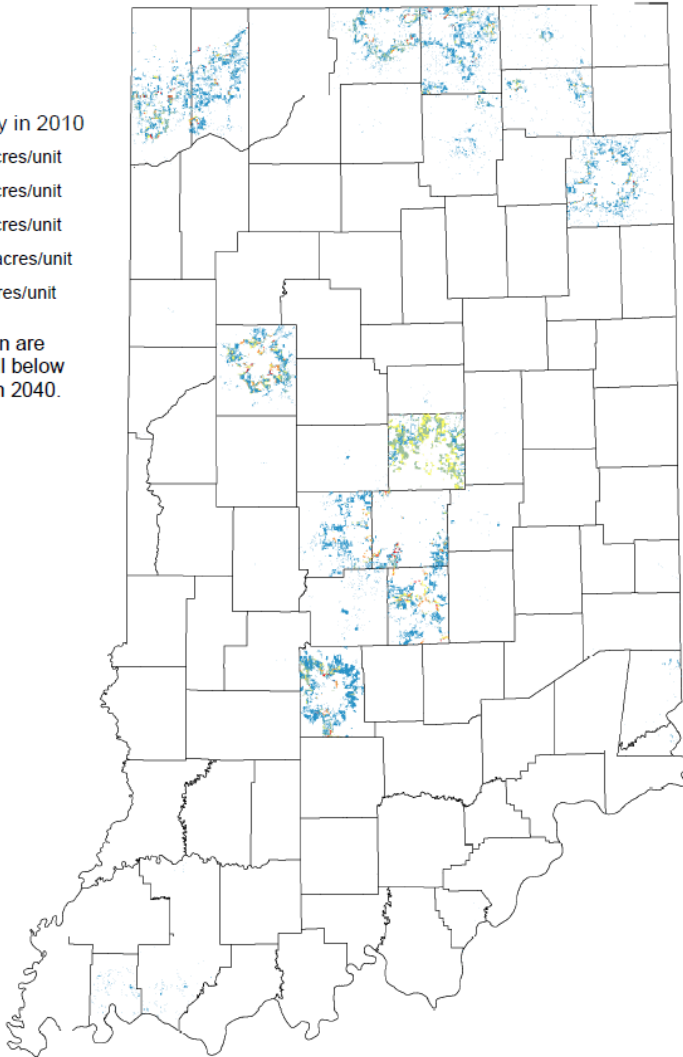 y in 2010
cres/unit
cres/unit
cres/unit
acres/unit
res/unit
n are
l below
n 2040.